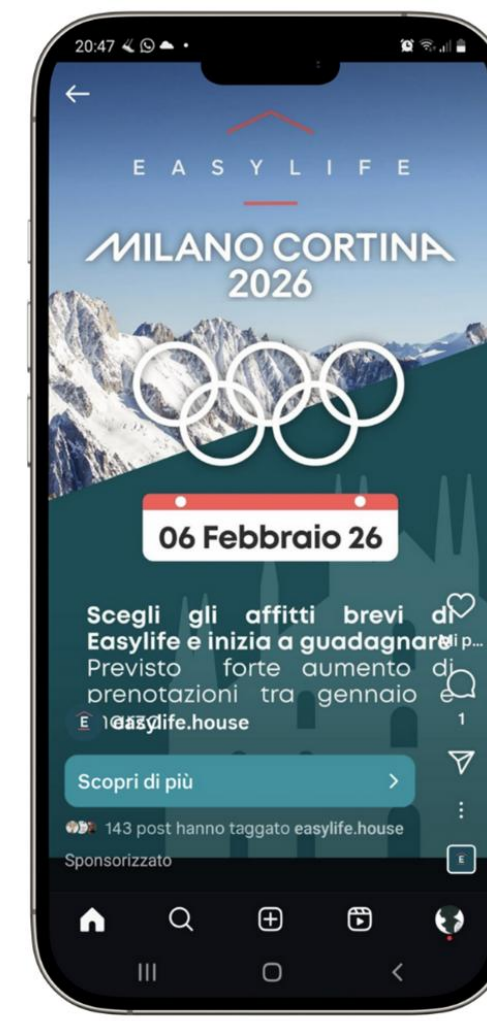 20:47
EASYLIFE
MILANO CORTINA
2026
06 Febbraio 26
Scegli gli affitti brevi di
Easylife e inizia a guadagnare
Mi p...
Previsto forte aumento di
prenotazioni tra gennaio e
E easylife.house
1
Scopri di più
143 post hanno taggato easylife.house
Sponsorizzato
E